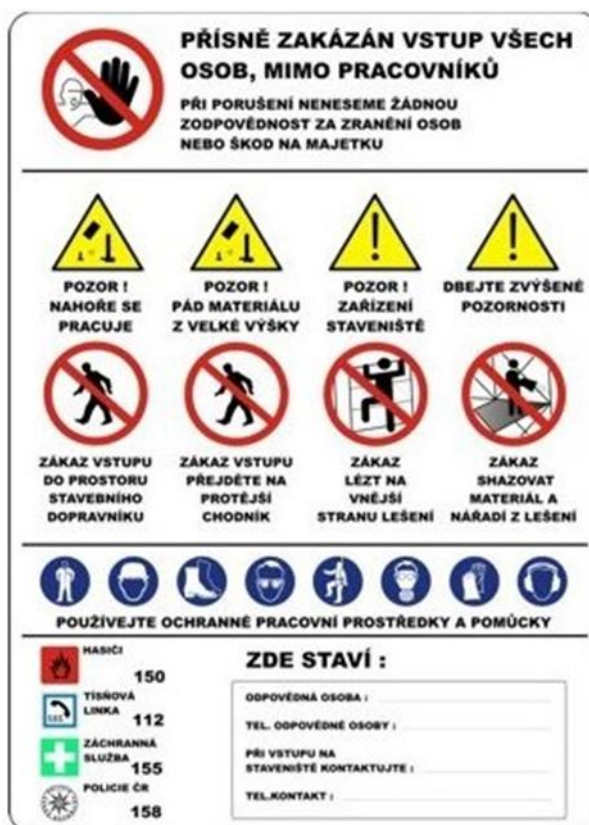 PŘÍSNĚ ZAKÁZÁN VSTUP VŠECH
OSOB, MIMO PRACOVNÍKŮ
PŘI PORUŠENÍ NENESEME ŽÁDNOU
ZODPOVĚDNOST ZA ZRANĚNÍ OSOB
NEBO ŠKOD NA MAJETKU
POZOR !
NAHOŘE SE
PRACUJE
POZOR !
PÁD MATERIÁLU
Z VELKÉ VÝŠKY
POZOR !
ZAŘÍZENÍ
STAVENIŠTĚ
DBEJTE ZVÝŠENÉ
POZORNOSTI
ZÁKAZ VSTUPU
DO PROSTORU
STAVEBNÍHO
DOPRAVNÍKU
ZÁKAZ VSTUPU
PŘEJDĚTE NA
PROTĚJŠÍ
CHODNÍK
ZÁKAZ
LÉZT NA
VNĚJŠÍ
STRANU LEŠENÍ
ZÁKAZ
SHAZOVAT
MATERIÁL A
NÁŘADÍ Z LEŠENÍ
POUŽÍVEJTE OCHRANNÉ PRACOVNÍ PROSTŘEDKY A POMŮCKY
HASIČI
150
TÍSŇOVÁ
LINKA 112
SOS
ZÁCHRANNÁ
SLUŽBA 155
POLICIE ČR
158
ZDE STAVÍ :
ODPOVĚDNÁ OSOBA :
TEL. ODPOVĚDNÉ OSOBY :
PŘI VSTUPU NA
STAVENIŠTĚ KONTAKTUJTE :
TEL.KONTAKT :